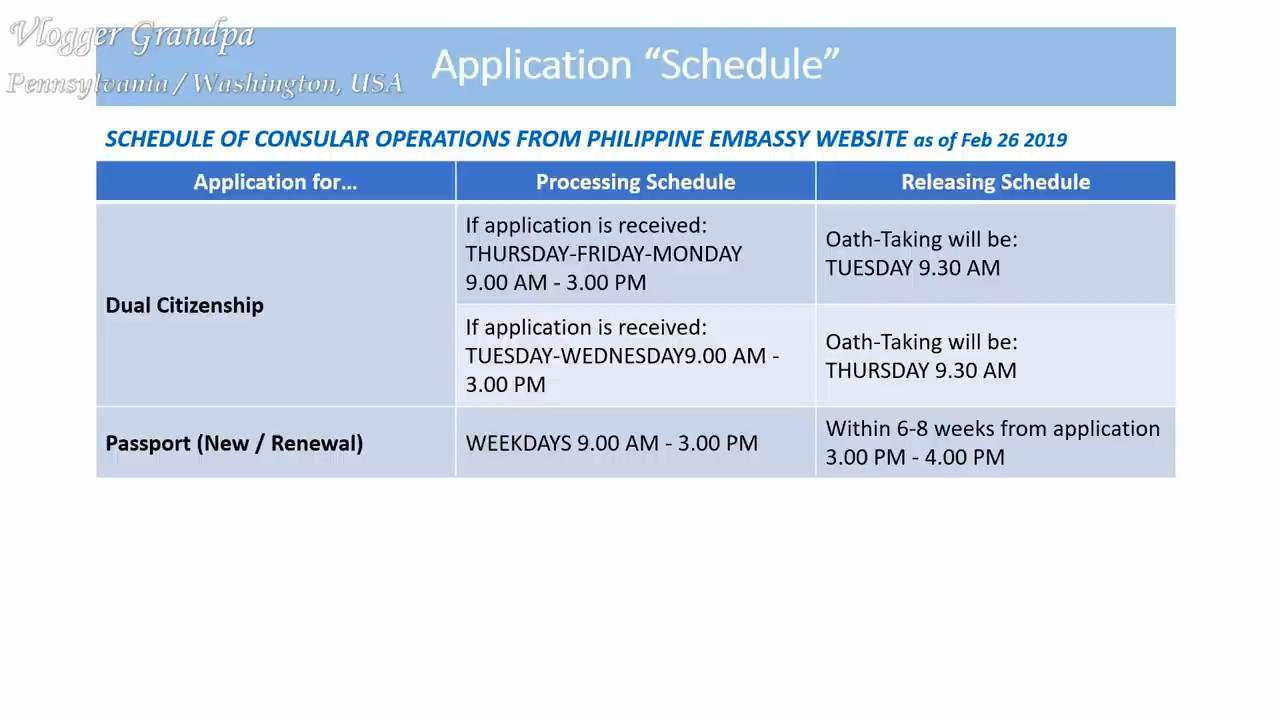 Vlogger Grandpa
Pennsylvania / Washington, USA
Application “Schedule”
SCHEDULE OF CONSULAR OPERATIONS FROM PHILIPPINE EMBASSY WEBSITE as of Feb 26 2019
Application for…
Processing Schedule
Releasing Schedule
Dual Citizenship
If application is received:
THURSDAY-FRIDAY-MONDAY
9.00 AM - 3.00 PM
Oath-Taking will be:
TUESDAY 9.30 AM
If application is received:
TUESDAY-WEDNESDAY9.00 AM -
3.00 PM
Oath-Taking will be:
THURSDAY 9.30 AM
Passport (New / Renewal)
WEEKDAYS 9.00 AM - 3.00 PM
Within 6-8 weeks from application
3.00 PM - 4.00 PM